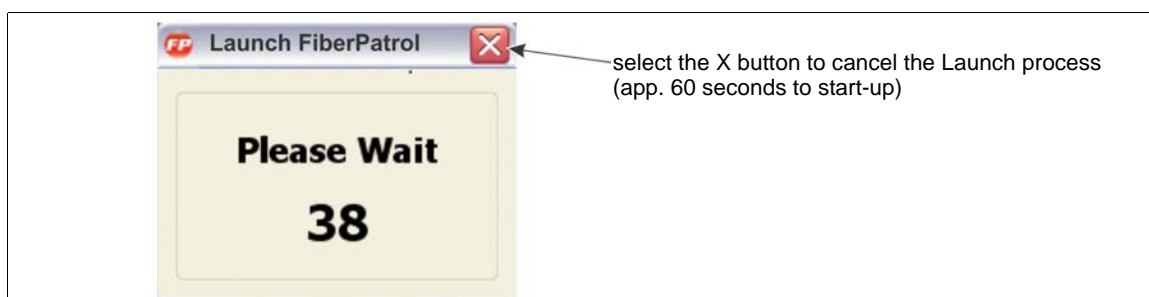 FP Launch FiberPatrol
select the X button to cancel the Launch process
(app. 60 seconds to start-up)
Please Wait
38